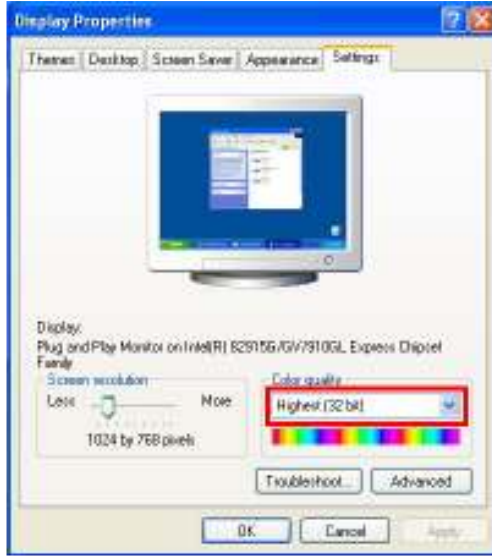 Display Properties
Themes Desktop Screen Saver Appearance Settings
Display:
Plug and Play Monitor on Intel(R) 82915G/GV/910GL Express Chipset
Family
Screen resolution
Less More
1024 by 768 pixels
Color quality
Highest (32 bit)
Troubleshoot... Advanced
OK Cancel Apply